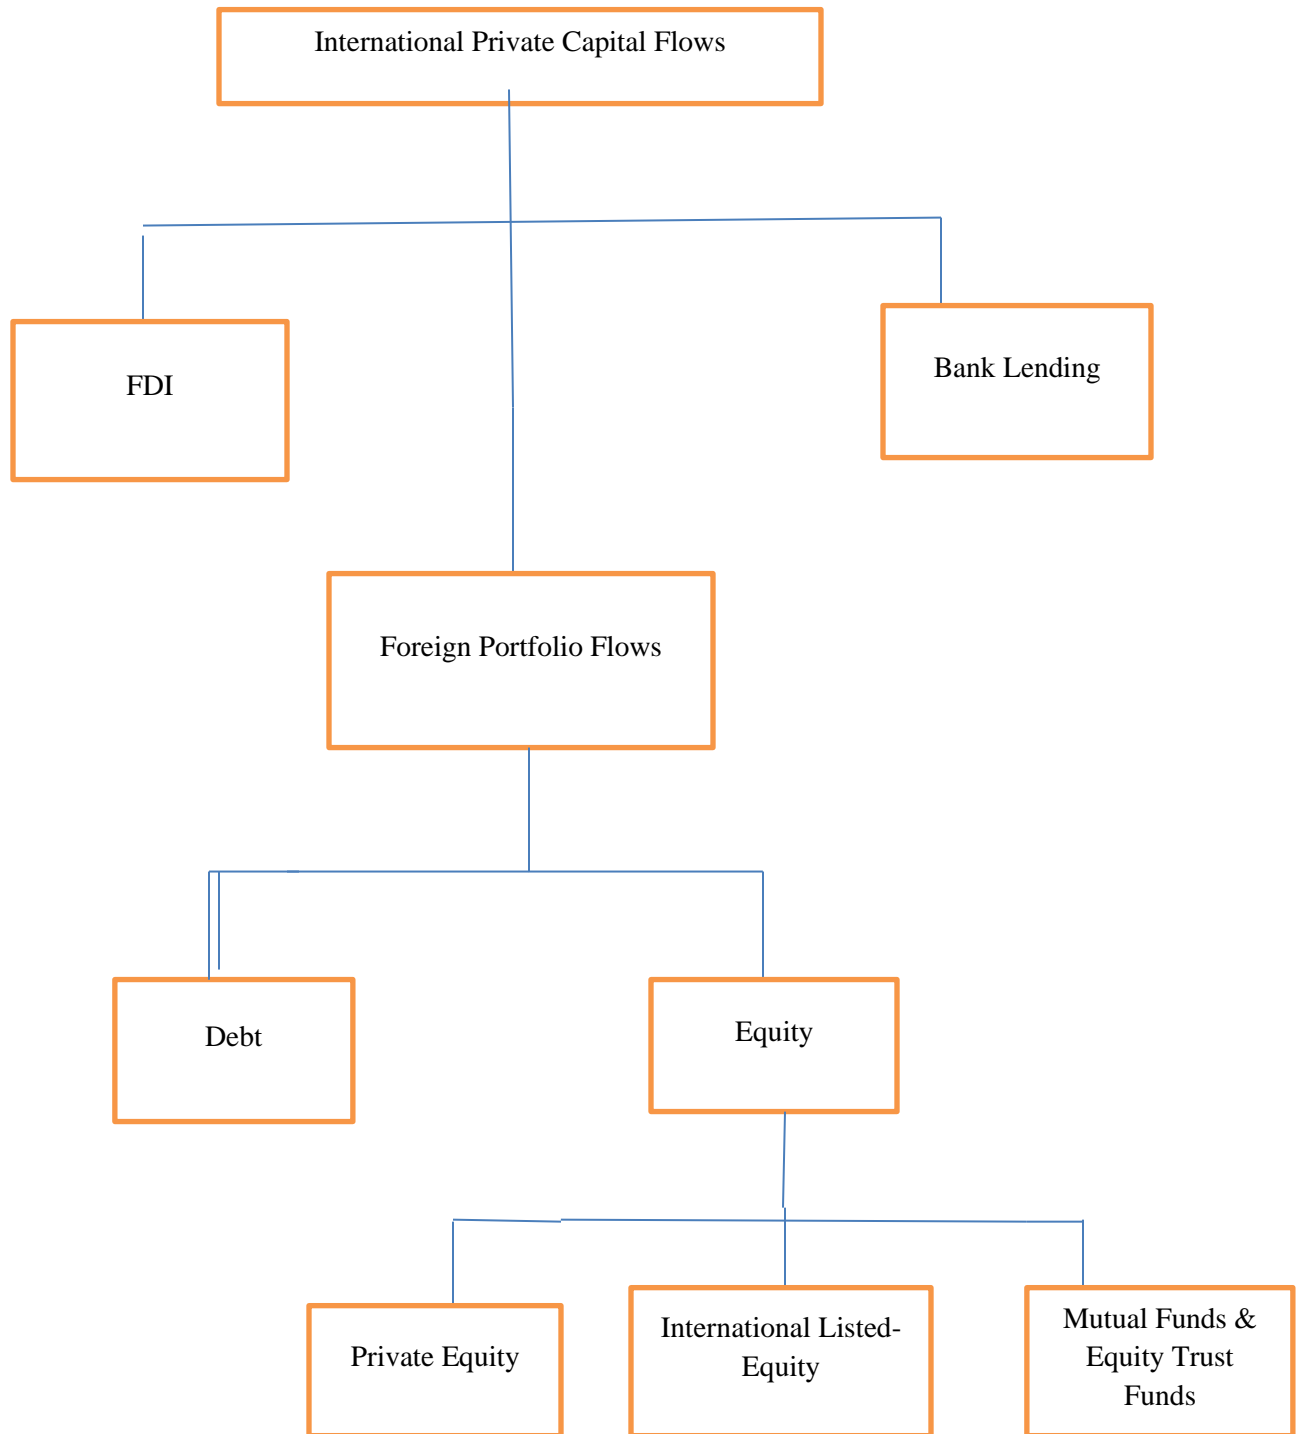 International Private Capital Flows
FDI
Bank Lending
Foreign Portfolio Flows
Debt
Equity
Private Equity
International Listed-
Equity
Mutual Funds &
Equity Trust
Funds